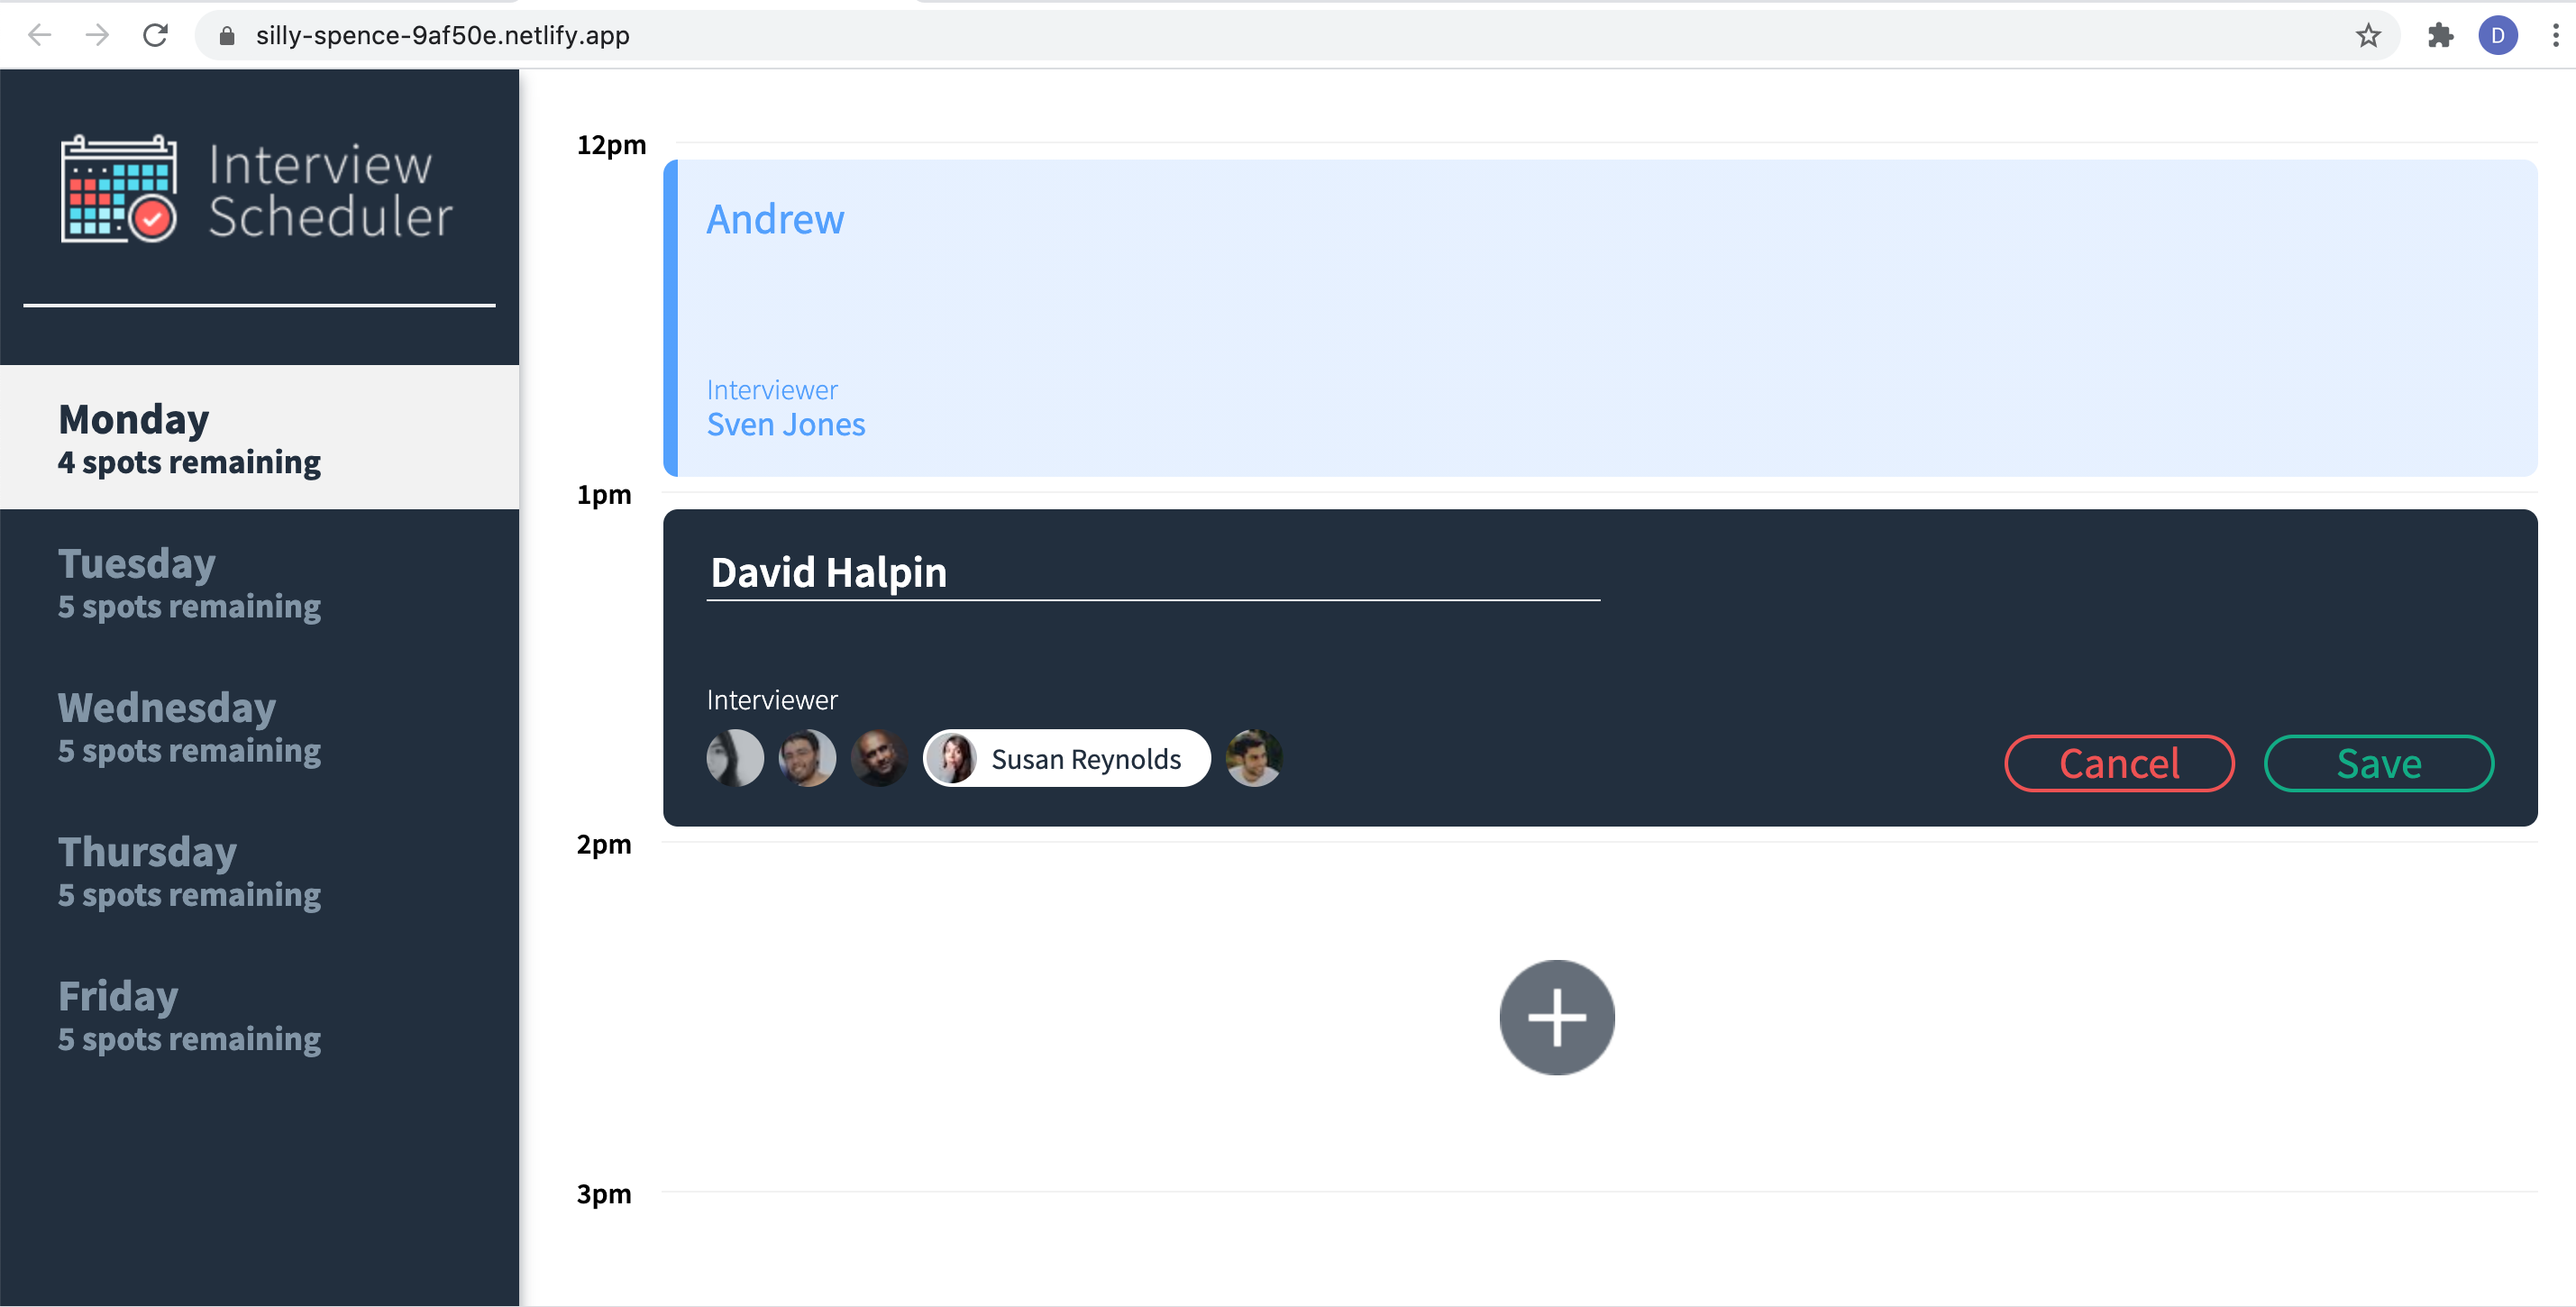 silly-spence-9af50e.netlify.app
D
Interview
Scheduler
Monday
4 spots remaining
Tuesday
5 spots remaining
Wednesday
5 spots remaining
Thursday
5 spots remaining
Friday
5 spots remaining
12pm
Andrew
Interviewer
Sven Jones
1pm
David Halpin
Interviewer
Susan Reynolds
Cancel
Save
2pm
3pm